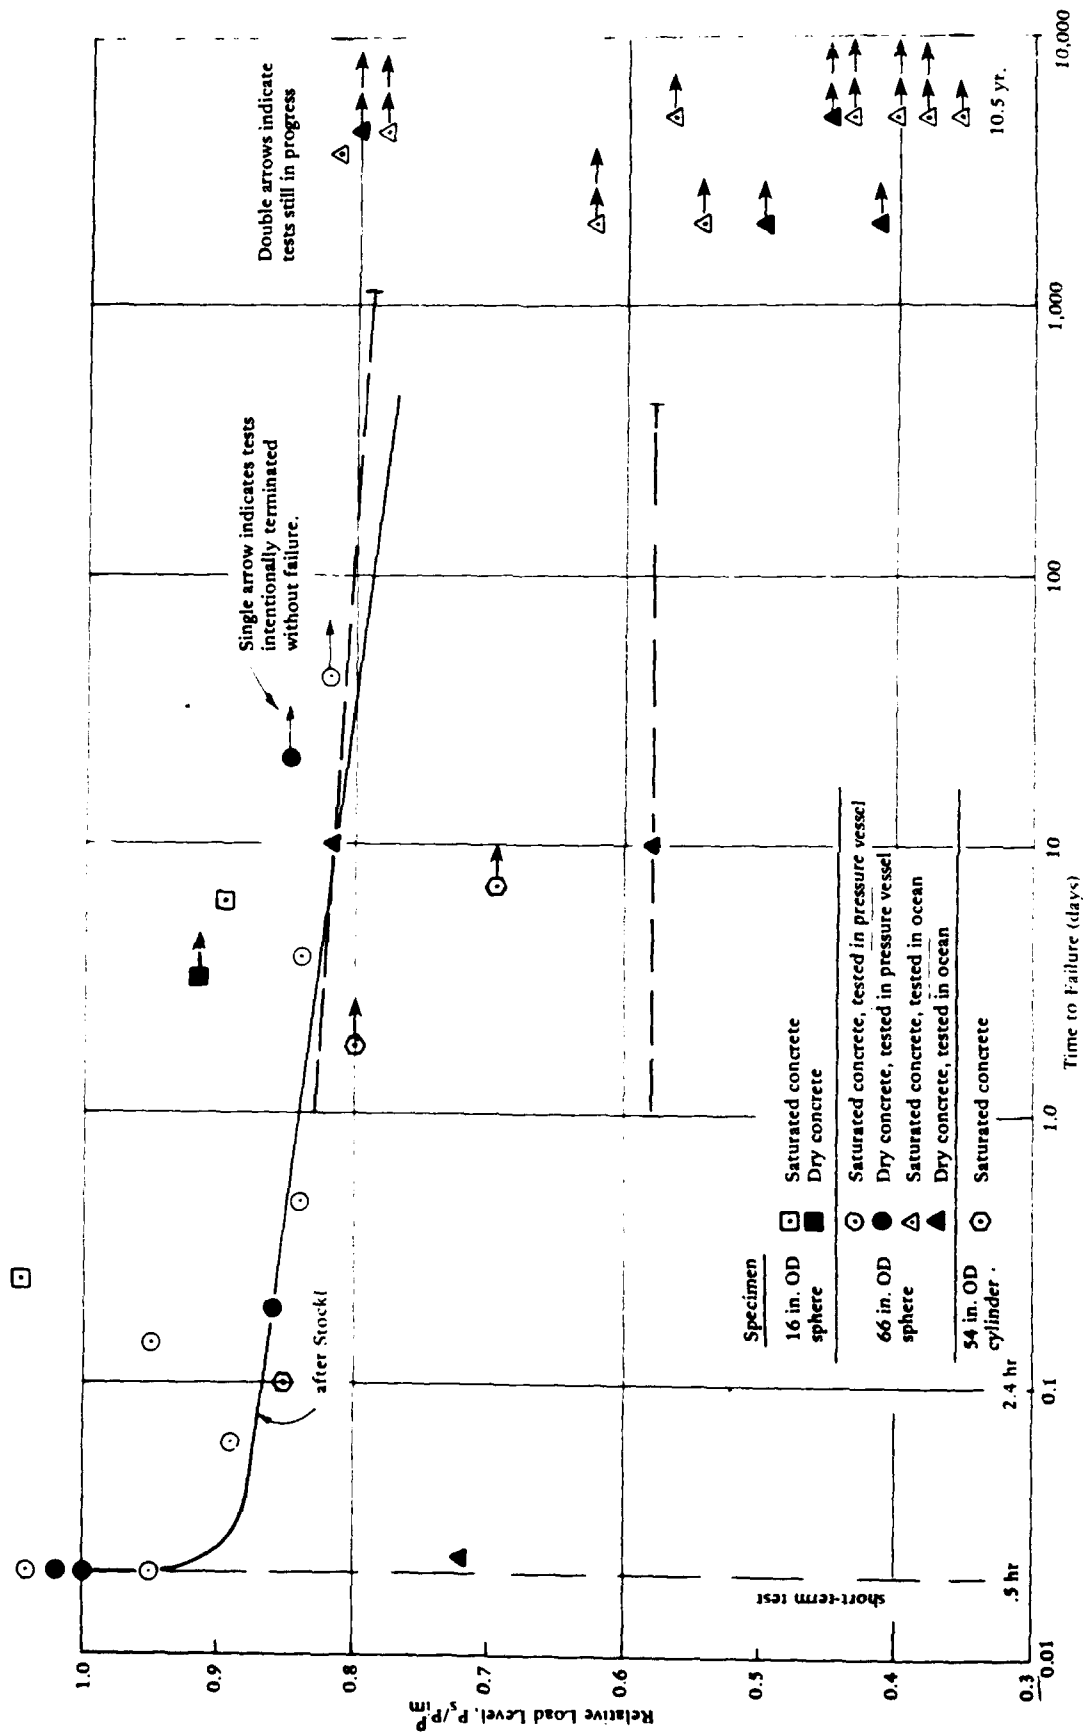 Relative Load Level, P_s/P_im^P
1.0
0.9
0.8
0.7
0.6
0.5
0.4
0.3
Double arrows indicate
tests still in progress
Single arrow indicates tests
intentionally terminated
without failure.
after Stockl
short-term test
.5 hr
2.4 hr
10.5 yr.
Specimen
16 in. OD
sphere
Saturated concrete
Dry concrete
66 in. OD
sphere
Saturated concrete, tested in pressure vessel
Dry concrete, tested in pressure vessel
Saturated concrete, tested in ocean
Dry concrete, tested in ocean
54 in. OD
cylinder
Saturated concrete
0.01
0.1
1.0
10
100
1,000
10,000
Time to Failure (days)